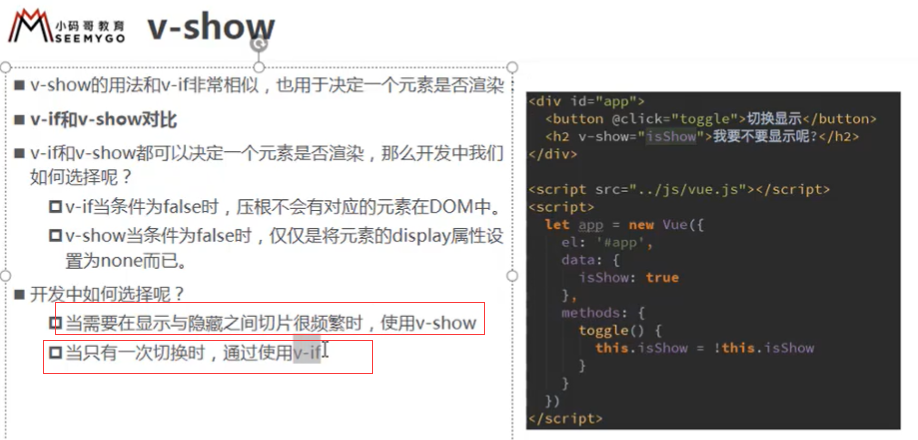 小码哥教育
SEEMYGO
v-show
v-show的用法和v-if非常相似，也用于决定一个元素是否渲染：
v-if和v-show对比
v-if和v-show都可以决定一个元素是否渲染，那么开发中我们
如何选择呢？
v-if当条件为false时，压根不会有对应的元素在DOM中。
v-show当条件为false时，仅仅是将元素的display属性设
置为none而已。
开发中如何选择呢？
当需要在显示与隐藏之间切片很频繁时，使用v-show
当只有一次切换时，通过使用v-if
<div id="app">
<button @click="toggle">切换显示</button>
<h2 v-show="isShow">我要不要显示呢?</h2>
</div>
<script src="../js/vue.js"></script>
<script>
let app = new Vue({
el: '#app',
data: {
isShow: true
},
methods: {
toggle() {
this.isShow = !this.isShow
}
}
})
</script>